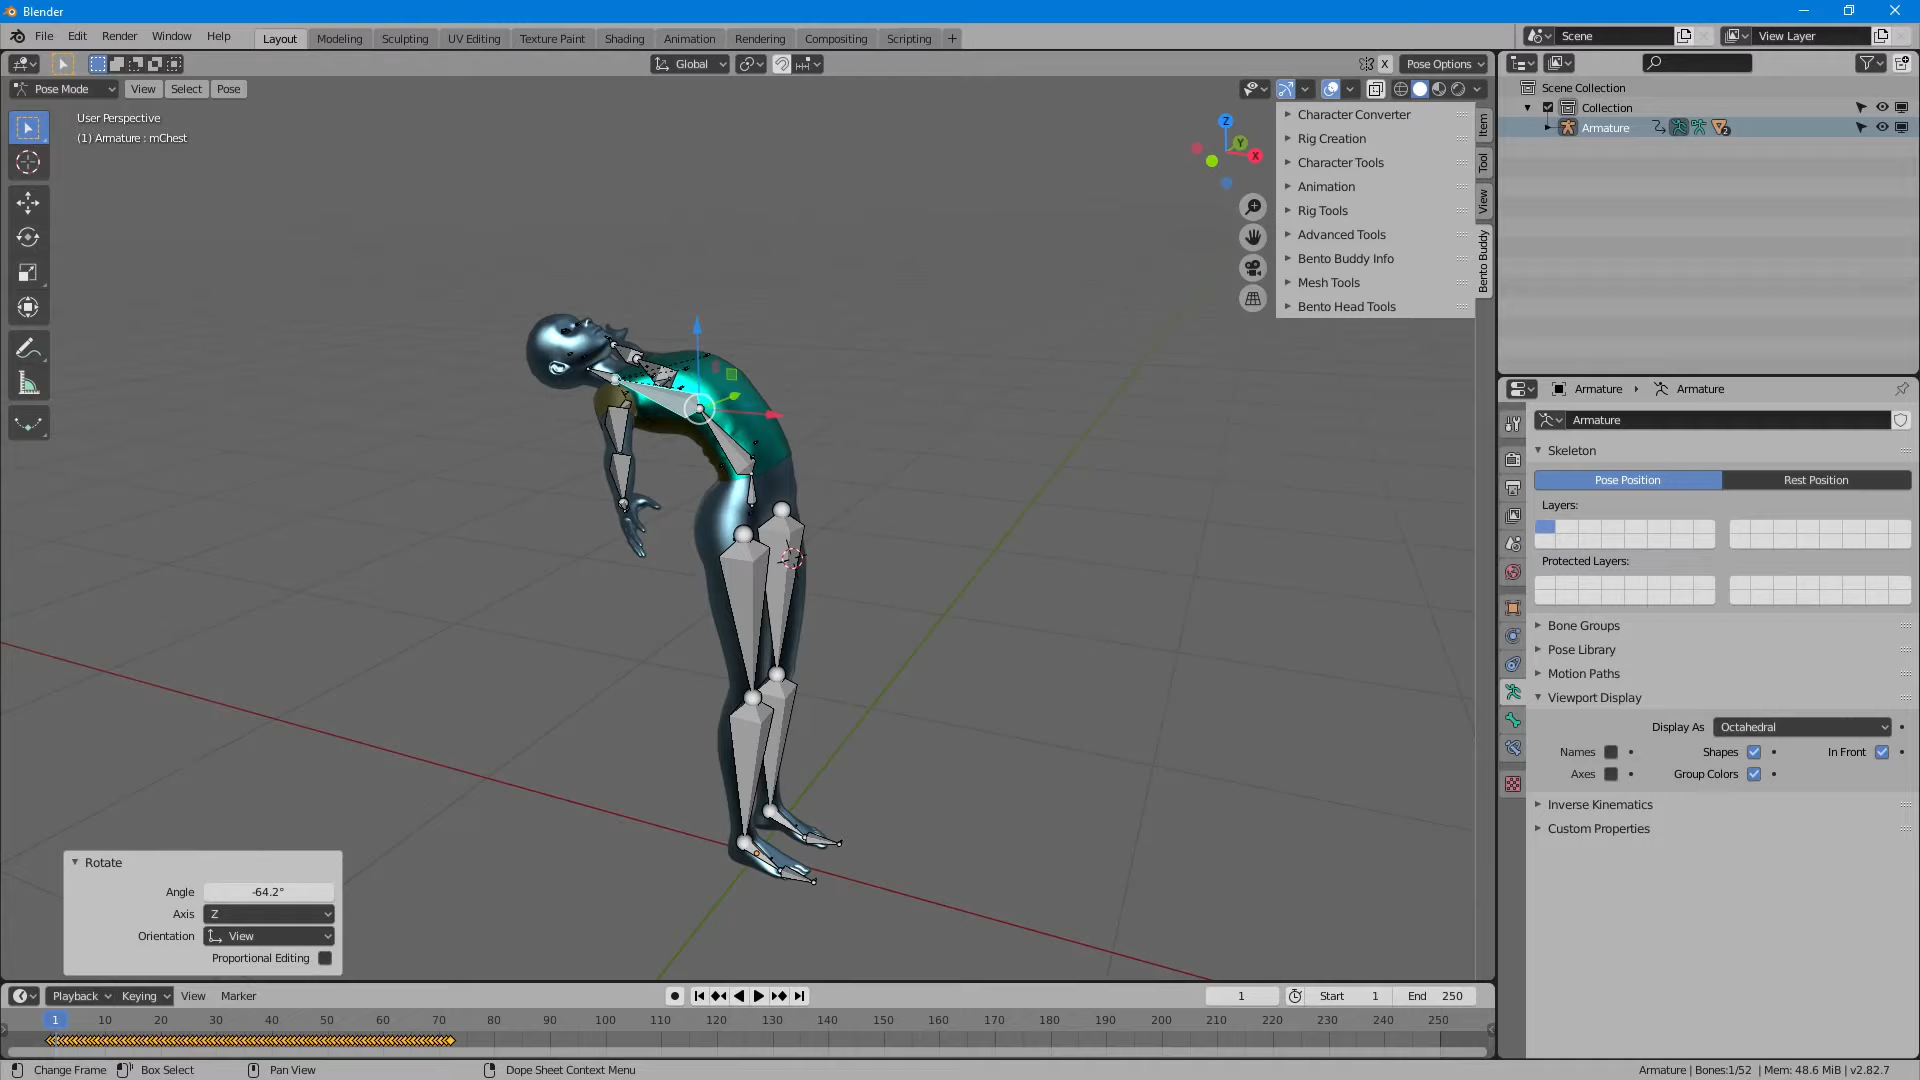 Blender
File Edit Render Window Help
Layout Modeling Sculpting UV Editing Texture Paint Shading Animation Rendering Compositing Scripting +
Scene
View Layer
Global
X
Pose Options
Pose Mode View Select Pose
User Perspective
(1) Armature : mChest
Z
Y
X
Character Converter
Rig Creation
Character Tools
Animation
Rig Tools
Advanced Tools
Bento Buddy Info
Mesh Tools
Bento Head Tools
Item
Tool
View
Bento Buddy
Scene Collection
Collection
Armature
2
Armature Armature
Armature
Skeleton
Pose Position Rest Position
Layers:
Protected Layers:
Bone Groups
Pose Library
Motion Paths
Viewport Display
Display As Octahedral
Names Shapes In Front
Axes Group Colors
Inverse Kinematics
Custom Properties
Rotate
Angle -64.2°
Axis Z
Orientation View
Proportional Editing
Playback Keying View Marker
1 Start 1 End 250
1 10 20 30 40 50 60 70 80 90 100 110 120 130 140 150 160 170 180 190 200 210 220 230 240 250
Change Frame Box Select Pan View Dope Sheet Context Menu
Armature | Bones:1/52 | Mem: 48.6 MiB | v2.82.7